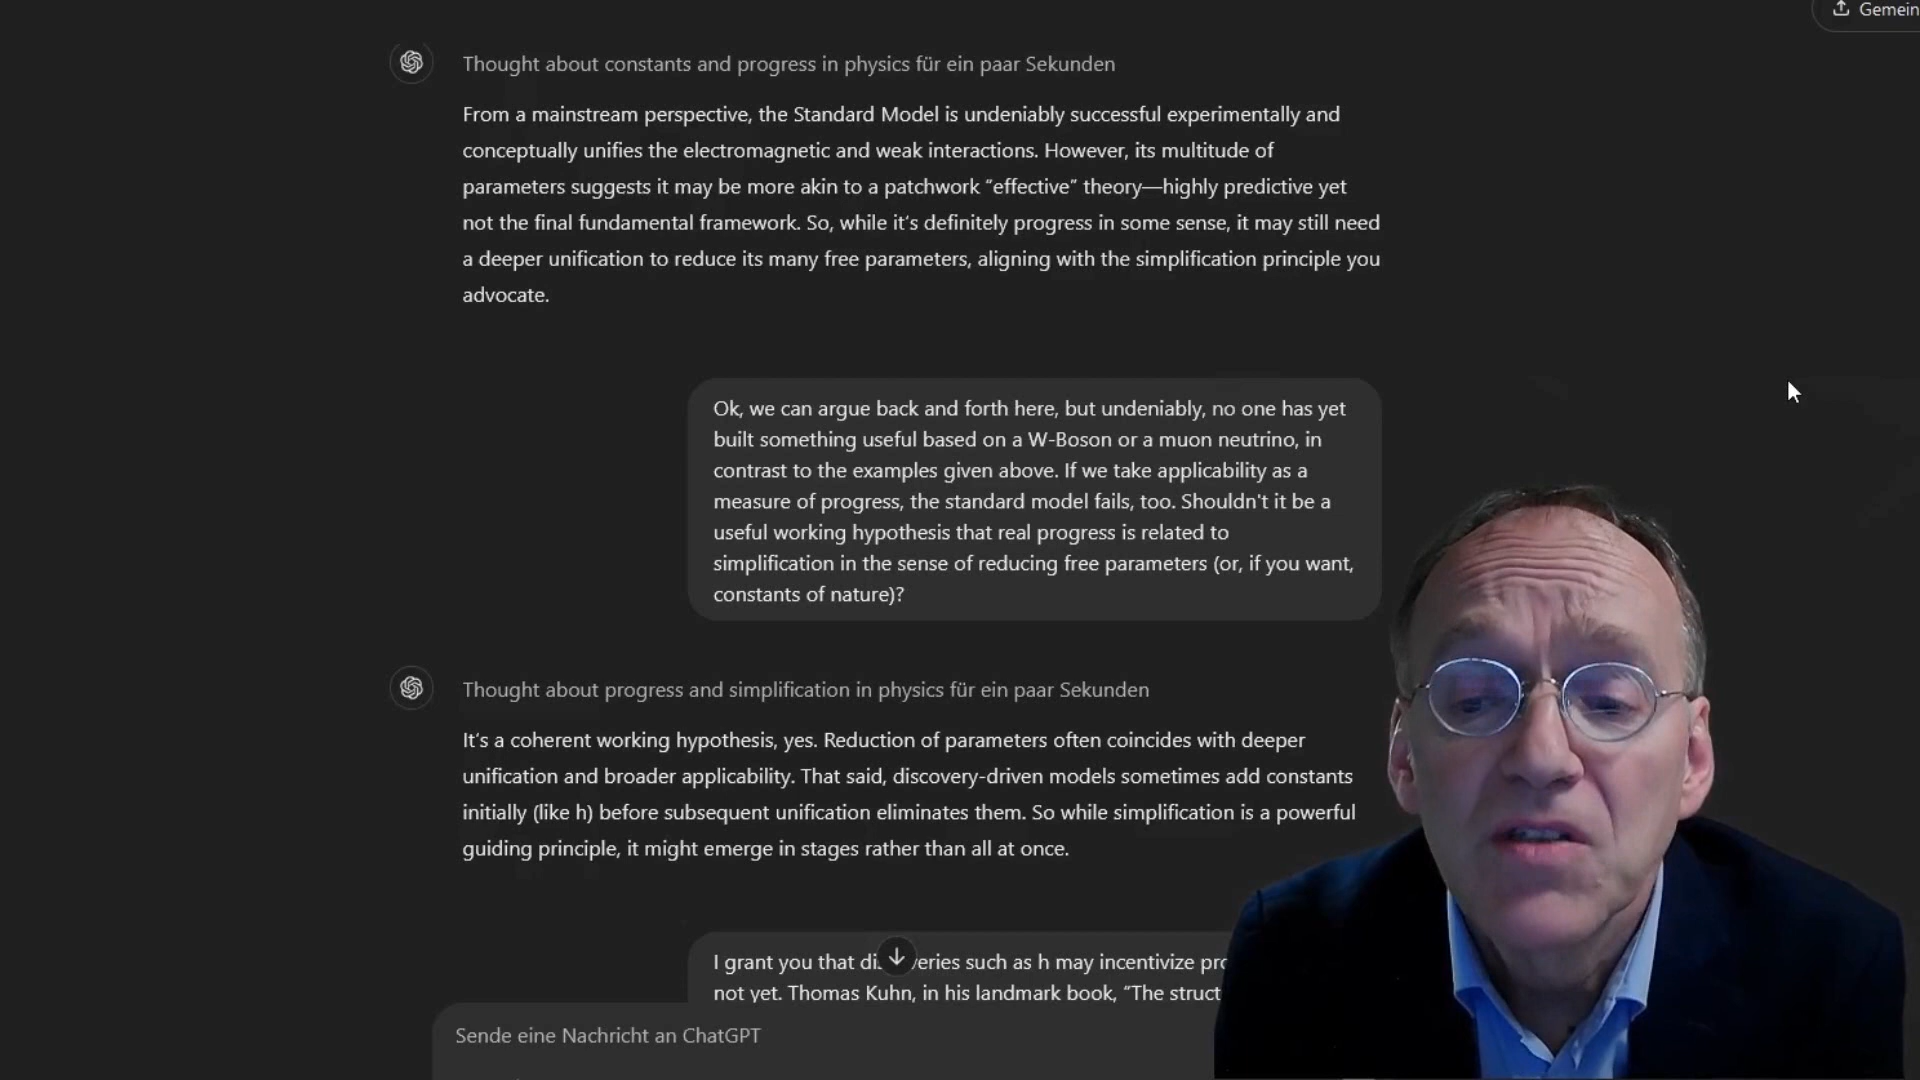 Gemein
Thought about constants and progress in physics für ein paar Sekunden
From a mainstream perspective, the Standard Model is undeniably successful experimentally and
conceptually unifies the electromagnetic and weak interactions. However, its multitude of
parameters suggests it may be more akin to a patchwork “effective” theory—highly predictive yet
not the final fundamental framework. So, while it’s definitely progress in some sense, it may still need
a deeper unification to reduce its many free parameters, aligning with the simplification principle you
advocate.
Ok, we can argue back and forth here, but undeniably, no one has yet
built something useful based on a W-Boson or a muon neutrino, in
contrast to the examples given above. If we take applicability as a
measure of progress, the standard model fails, too. Shouldn't it be a
useful working hypothesis that real progress is related to
simplification in the sense of reducing free parameters (or, if you want,
constants of nature)?
Thought about progress and simplification in physics für ein paar Sekunden
It’s a coherent working hypothesis, yes. Reduction of parameters often coincides with deeper
unification and broader applicability. That said, discovery-driven models sometimes add constants
initially (like h) before subsequent unification eliminates them. So while simplification is a powerful
guiding principle, it might emerge in stages rather than all at once.
I grant you that such as h may incentivize
not yet. Thomas Kuhn, in his landmark book, “The
Sende eine Nachricht an ChatGPT